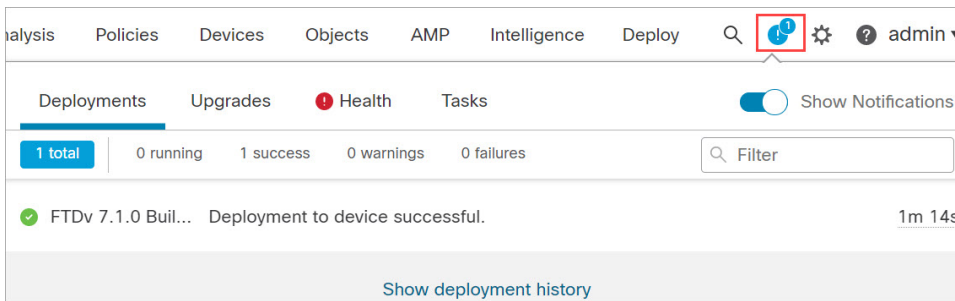 nalysis Policies Devices Objects AMP Intelligence Deploy 1 admin
Deployments Upgrades Health Tasks Show Notifications
1 total 0 running 1 success 0 warnings 0 failures Filter
FTDv 7.1.0 Buil... Deployment to device successful. 1m 14s
Show deployment history